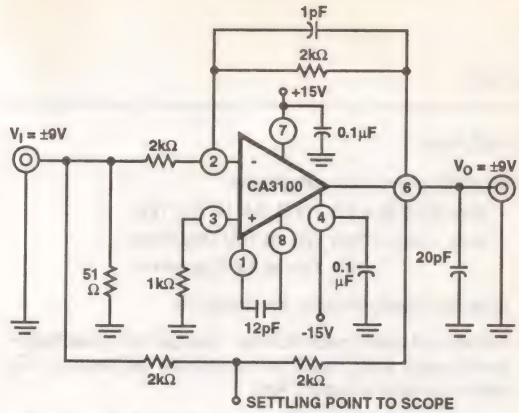 1pF
2kΩ
+15V
7
0.1µF
V_I = ±9V
2kΩ
2
-
CA3100
6
V_O = ±9V
3
+
4
8
1
51
Ω
1kΩ
12pF
0.1
µF
-15V
20pF
2kΩ
2kΩ
SETTLING POINT TO SCOPE